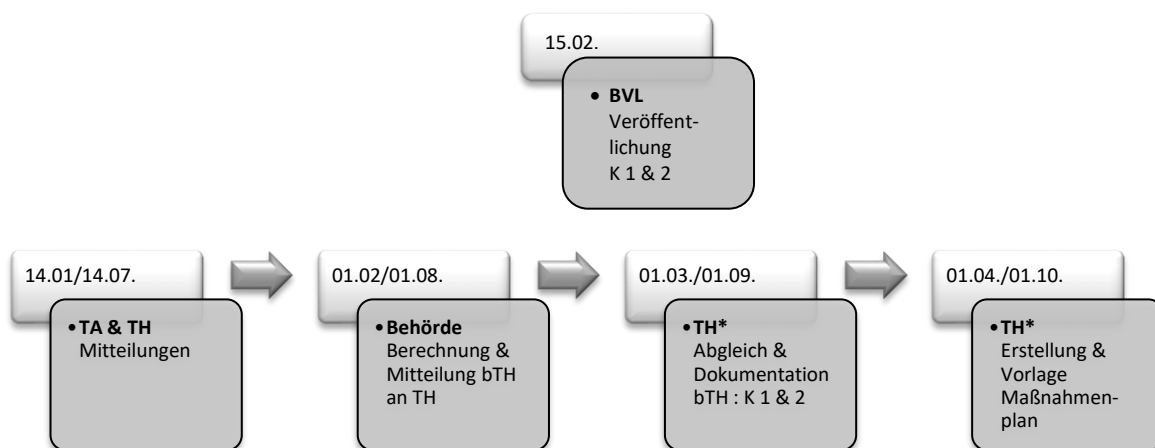 15.02.
• BVL
Veröffent-
lichung
K 1 & 2
14.01/14.07.
• TA & TH
Mitteilungen
01.02/01.08.
• Behörde
Berechnung &
Mitteilung bTH
an TH
01.03./01.09.
• TH*
Abgleich &
Dokumentation
bTH : K 1 & 2
01.04./01.10.
• TH*
Erstellung &
Vorlage
Maßnahmen-
plan